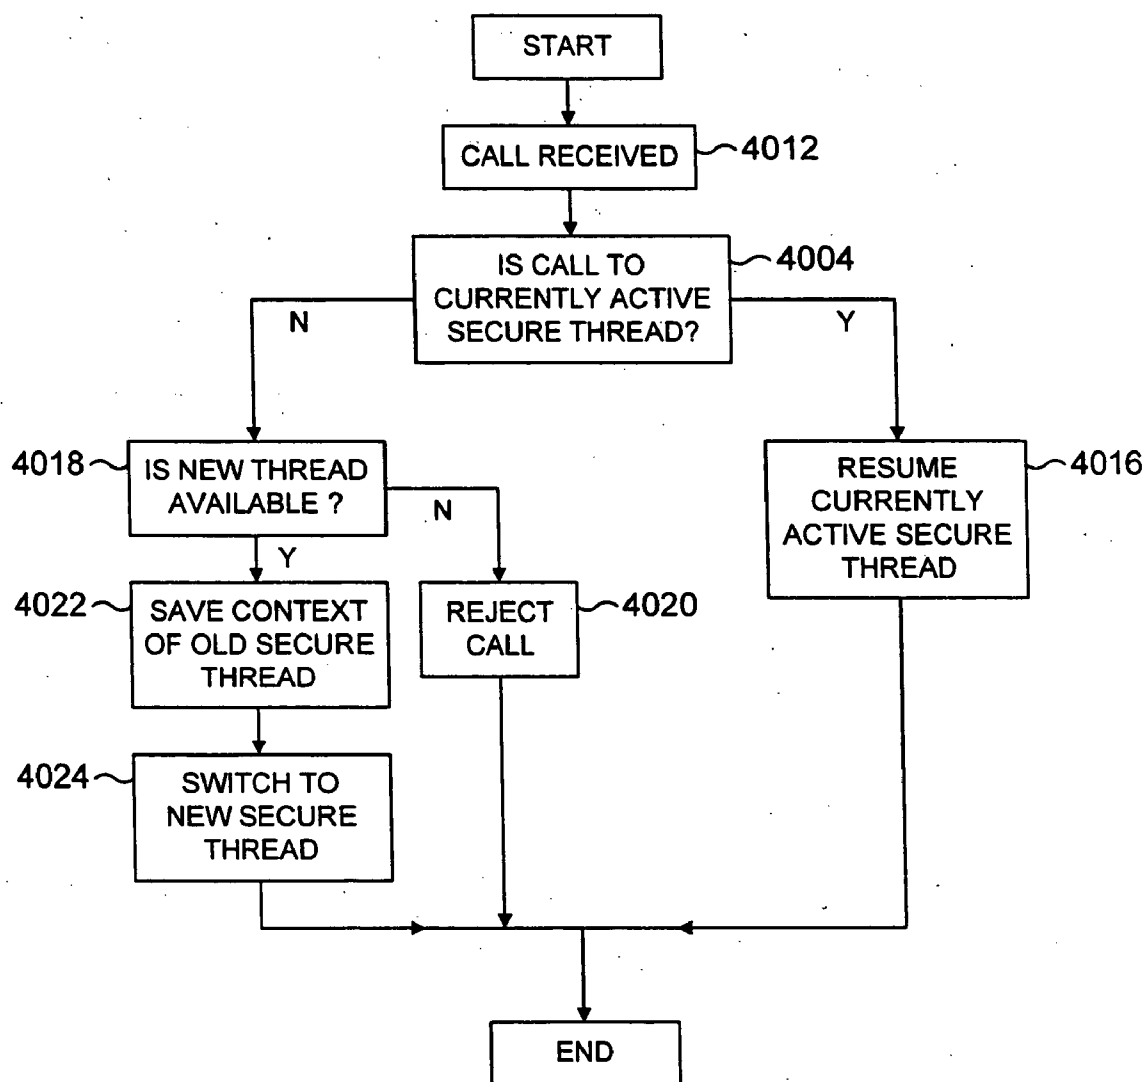 START
CALL RECEIVED
4012
IS CALL TO
CURRENTLY ACTIVE
SECURE THREAD?
4004
N
Y
4018
IS NEW THREAD
AVAILABLE ?
N
Y
RESUME
CURRENTLY
ACTIVE SECURE
THREAD
4016
4022
SAVE CONTEXT
OF OLD SECURE
THREAD
REJECT
CALL
4020
4024
SWITCH TO
NEW SECURE
THREAD
END